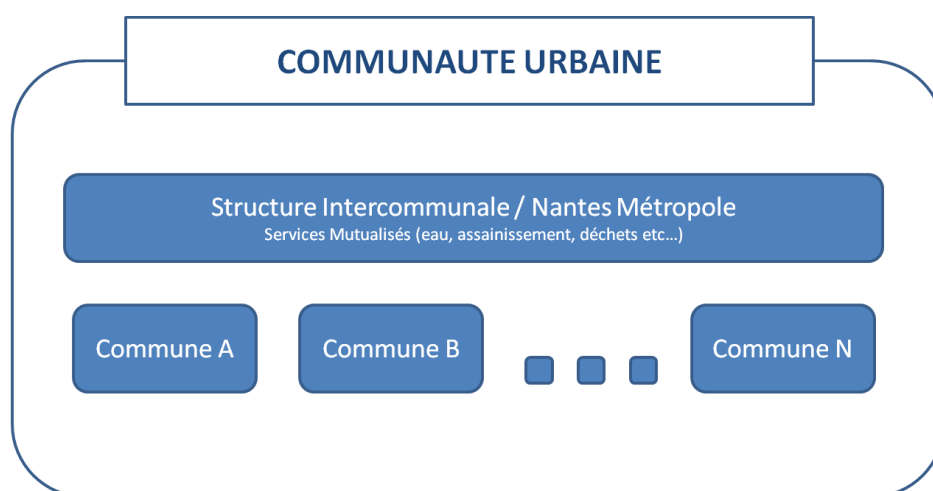 COMMUNAUTE URBAINE
Structure Intercommunale / Nantes Métropole
Services Mutualisés (eau, assainissement, déchets etc...)
Commune A
Commune B
Commune N